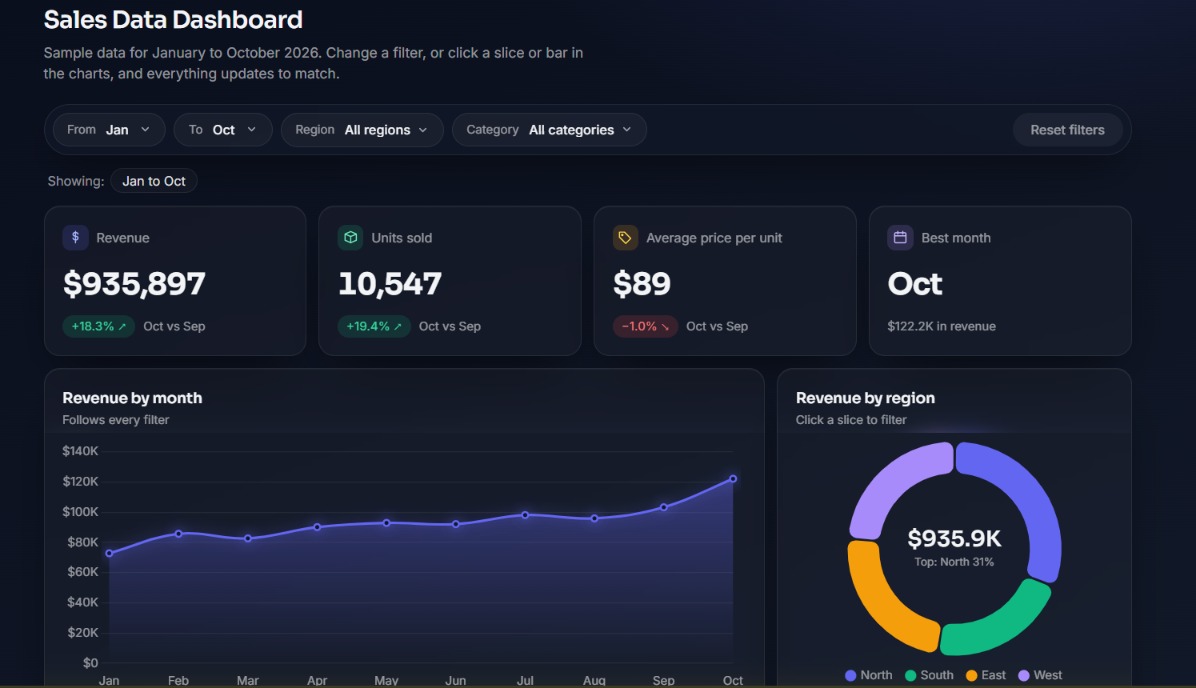 Sales Data Dashboard
Sample data for January to October 2026. Change a filter, or click a slice or bar in
the charts, and everything updates to match.
From Jan To Oct Region All regions Category All categories Reset filters
Showing: Jan to Oct
$ Revenue
$935,897
+18.3% ↗ Oct vs Sep
Units sold
10,547
+19.4% ↗ Oct vs Sep
Average price per unit
$89
−1.0% ↘ Oct vs Sep
Best month
Oct
$122.2K in revenue
Revenue by month
Follows every filter
$140K
$120K
$100K
$80K
$60K
$40K
$20K
$0
Jan Feb Mar Apr May Jun Jul Aug Sep Oct
Revenue by region
Click a slice to filter
$935.9K
Top: North 31%
North South East West